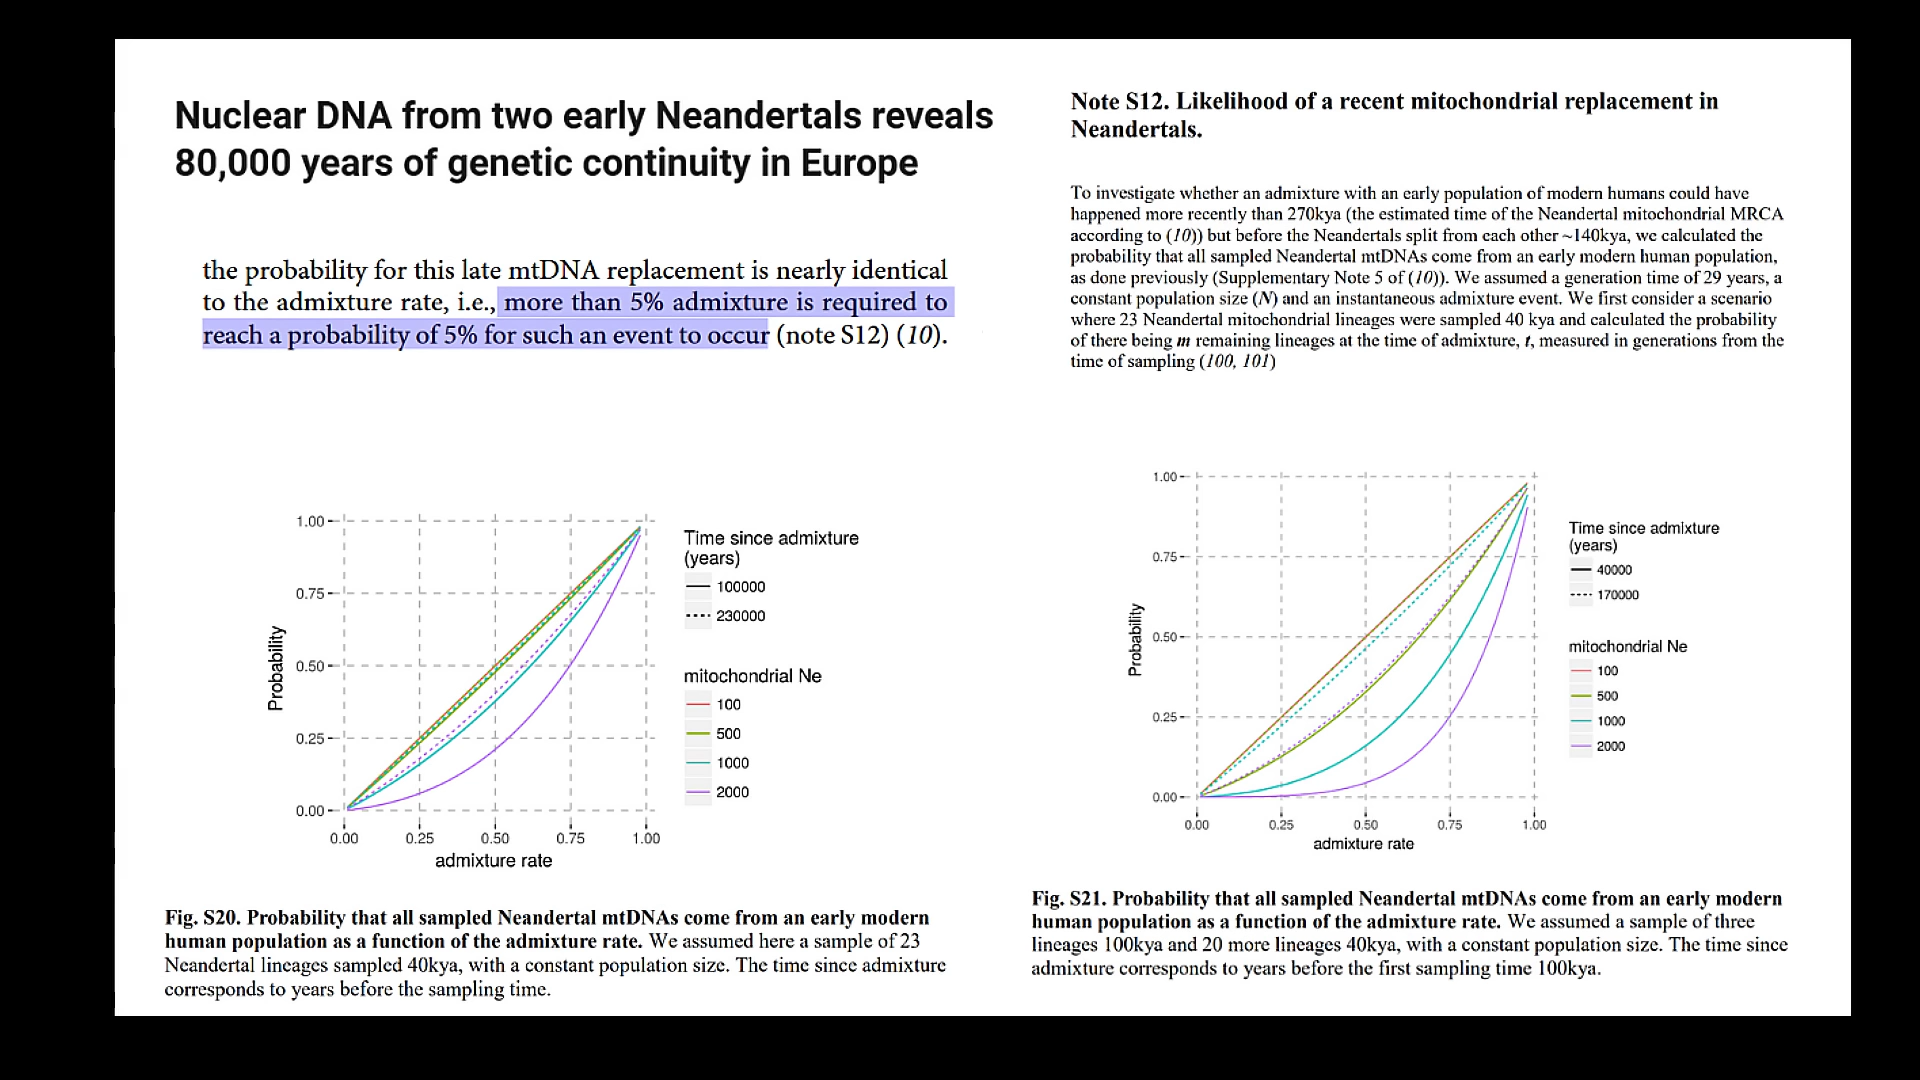 Nuclear DNA from two early Neandertals reveals
80,000 years of genetic continuity in Europe
the probability for this late mtDNA replacement is nearly identical
to the admixture rate, i.e., more than 5% admixture is required to
reach a probability of 5% for such an event to occur (note S12) (10).
1.00
0.75
0.50
0.25
0.00
Probability
0.00 0.25 0.50 0.75 1.00
admixture rate
Time since admixture
(years)
100000
230000
mitochondrial Ne
100
500
1000
2000
Fig. S20. Probability that all sampled Neandertal mtDNAs come from an early modern
human population as a function of the admixture rate. We assumed here a sample of 23
Neandertal lineages sampled 40kya, with a constant population size. The time since admixture
corresponds to years before the sampling time.
Note S12. Likelihood of a recent mitochondrial replacement in
Neandertals.
To investigate whether an admixture with an early population of modern humans could have
happened more recently than 270kya (the estimated time of the Neandertal mitochondrial MRCA
according to (10)) but before the Neandertals split from each other ~140kya, we calculated the
probability that all sampled Neandertal mtDNAs come from an early modern human population,
as done previously (Supplementary Note 5 of (10)). We assumed a generation time of 29 years, a
constant population size (N) and an instantaneous admixture event. We first consider a scenario
where 23 Neandertal mitochondrial lineages were sampled 40 kya and calculated the probability
of there being m remaining lineages at the time of admixture, t, measured in generations from the
time of sampling (100, 101)
1.00
0.75
0.50
0.25
0.00
Probability
0.00 0.25 0.50 0.75 1.00
admixture rate
Time since admixture
(years)
40000
170000
mitochondrial Ne
100
500
1000
2000
Fig. S21. Probability that all sampled Neandertal mtDNAs come from an early modern
human population as a function of the admixture rate. We assumed a sample of three
lineages 100kya and 20 more lineages 40kya, with a constant population size. The time since
admixture corresponds to years before the first sampling time 100kya.